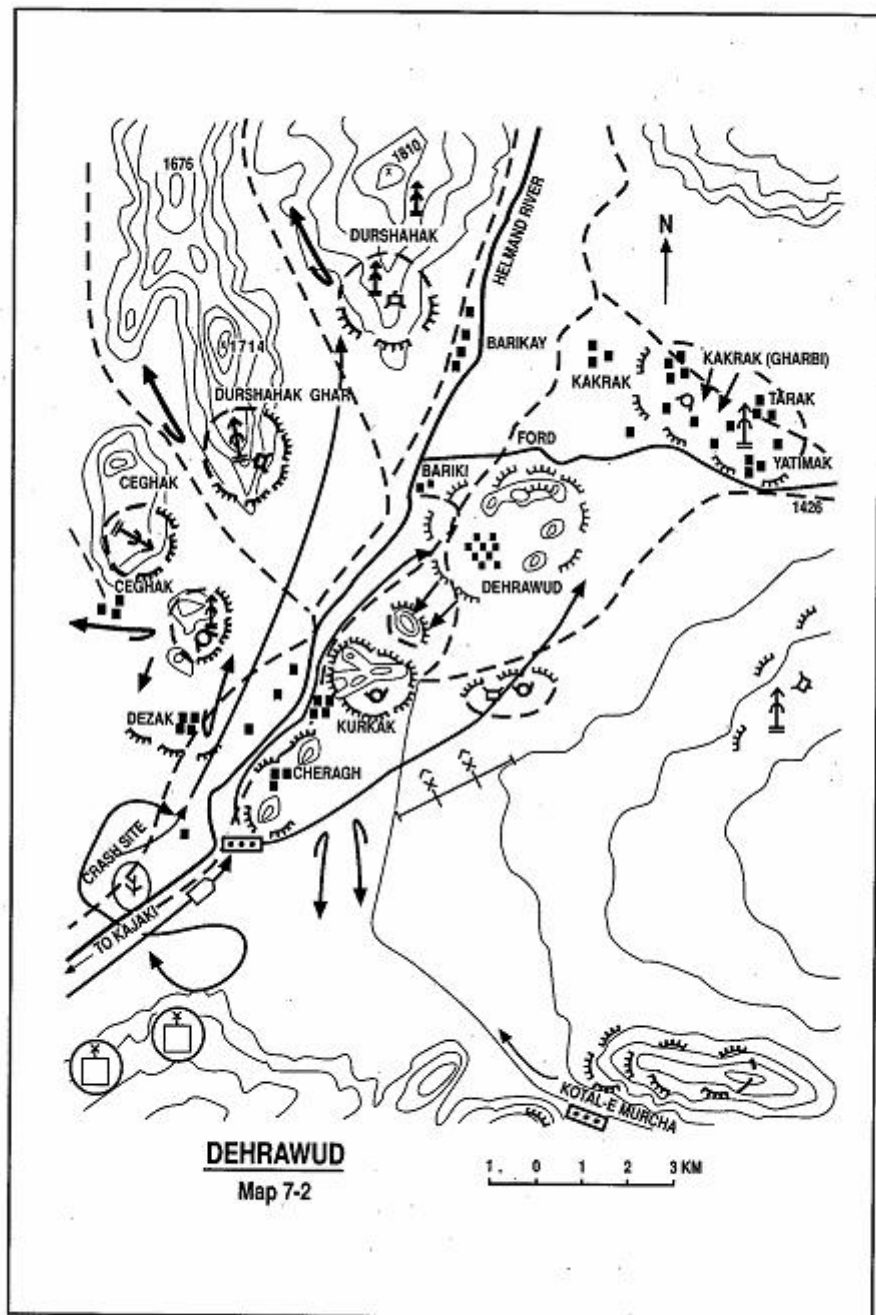 1676
1810
DURSHAHAK
HELMAND RIVER
N
1714
BARIKAY
KAKRAK
KAKRAK (GHARBI)
DURSHAHAK GHAR
TARAK
FORD
CEGHAK
BARIKI
YATIMAK
1426
DEHRAWUD
CEGHAK
DEZAK
KURKAK
CHERAGH
CRASH SITE
TO KAJAKI
KOTAL-E MURCHA
DEHRAWUD
Map 7-2
1 . 0 1 2 3 KM